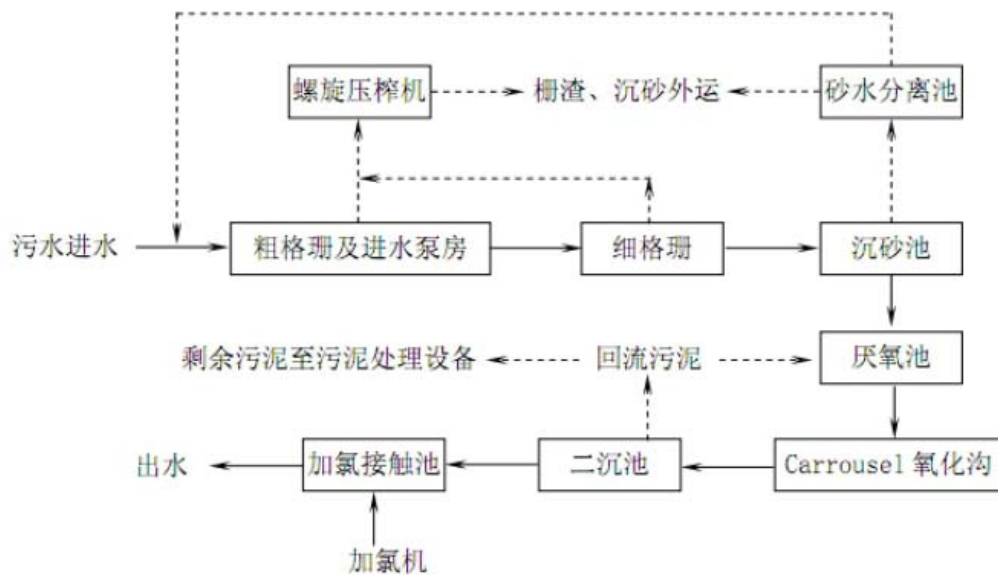 螺旋压榨机
栅渣、沉砂外运
砂水分离池
污水进水
粗格珊及进水泵房
细格珊
沉砂池
剩余污泥至污泥处理设备
回流污泥
厌氧池
出水
加氯接触池
二沉池
Carrousel 氧化沟
加氯机